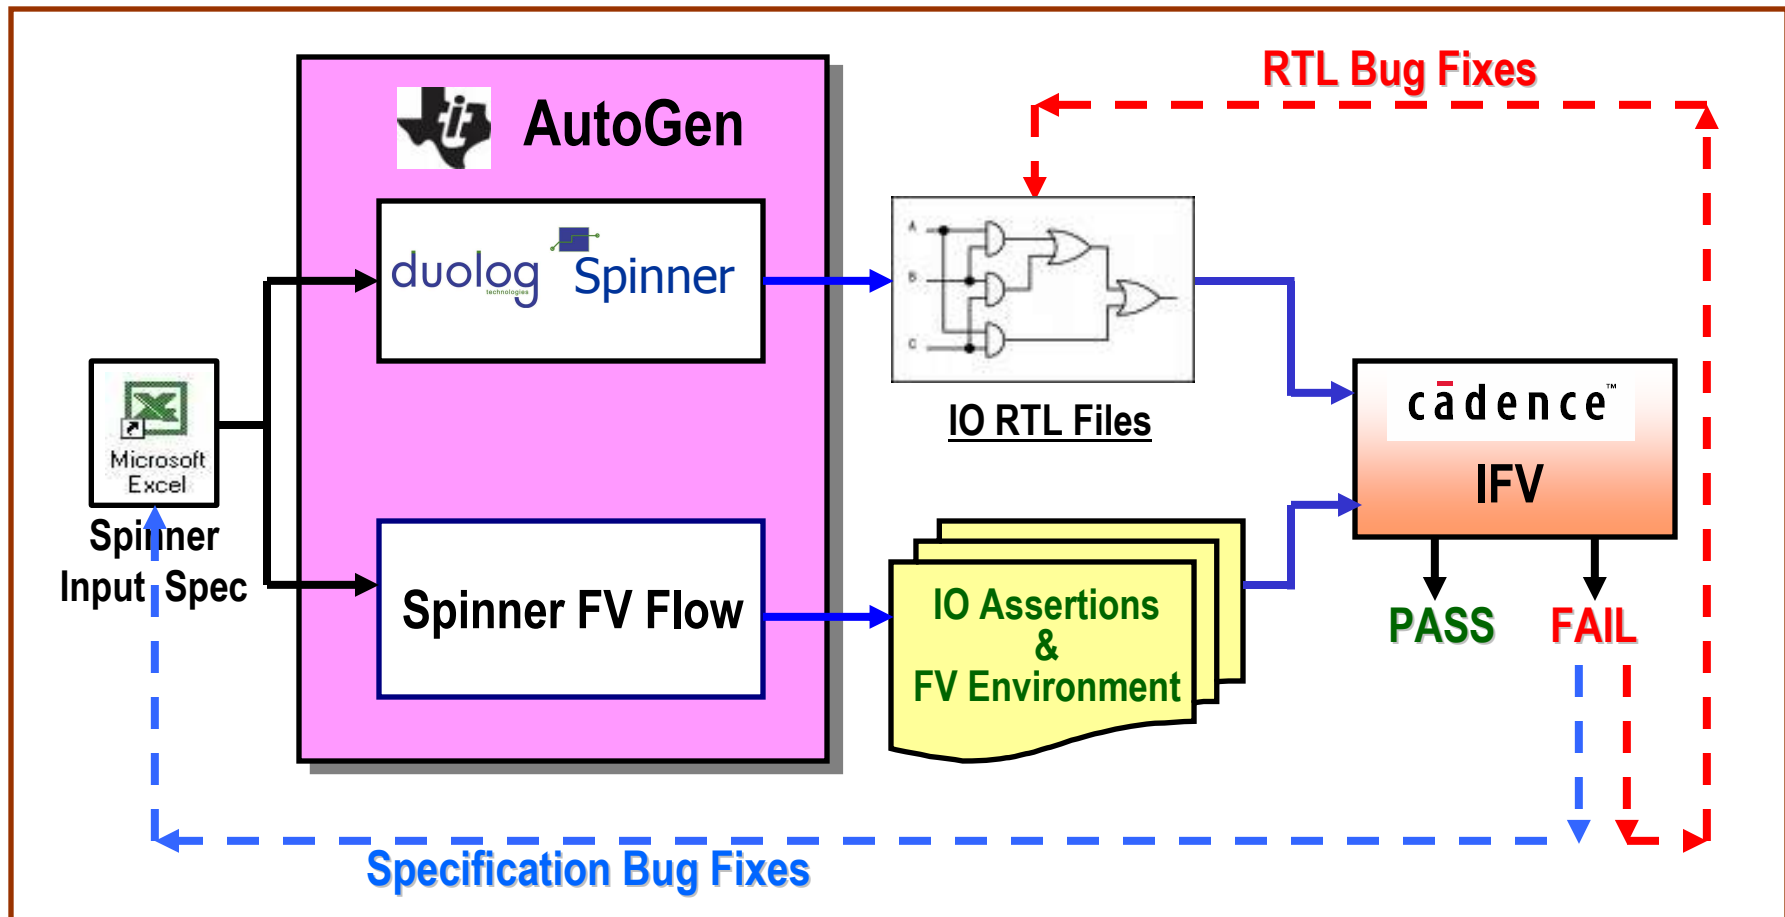 RTL Bug Fixes
ti
AutoGen
duolog
technologies
Spinner
A
B
C
IO RTL Files
Microsoft
Excel
Spinner
Input Spec
cādence™
IFV
Spinner FV Flow
IO Assertions
&
FV Environment
PASS
FAIL
Specification Bug Fixes